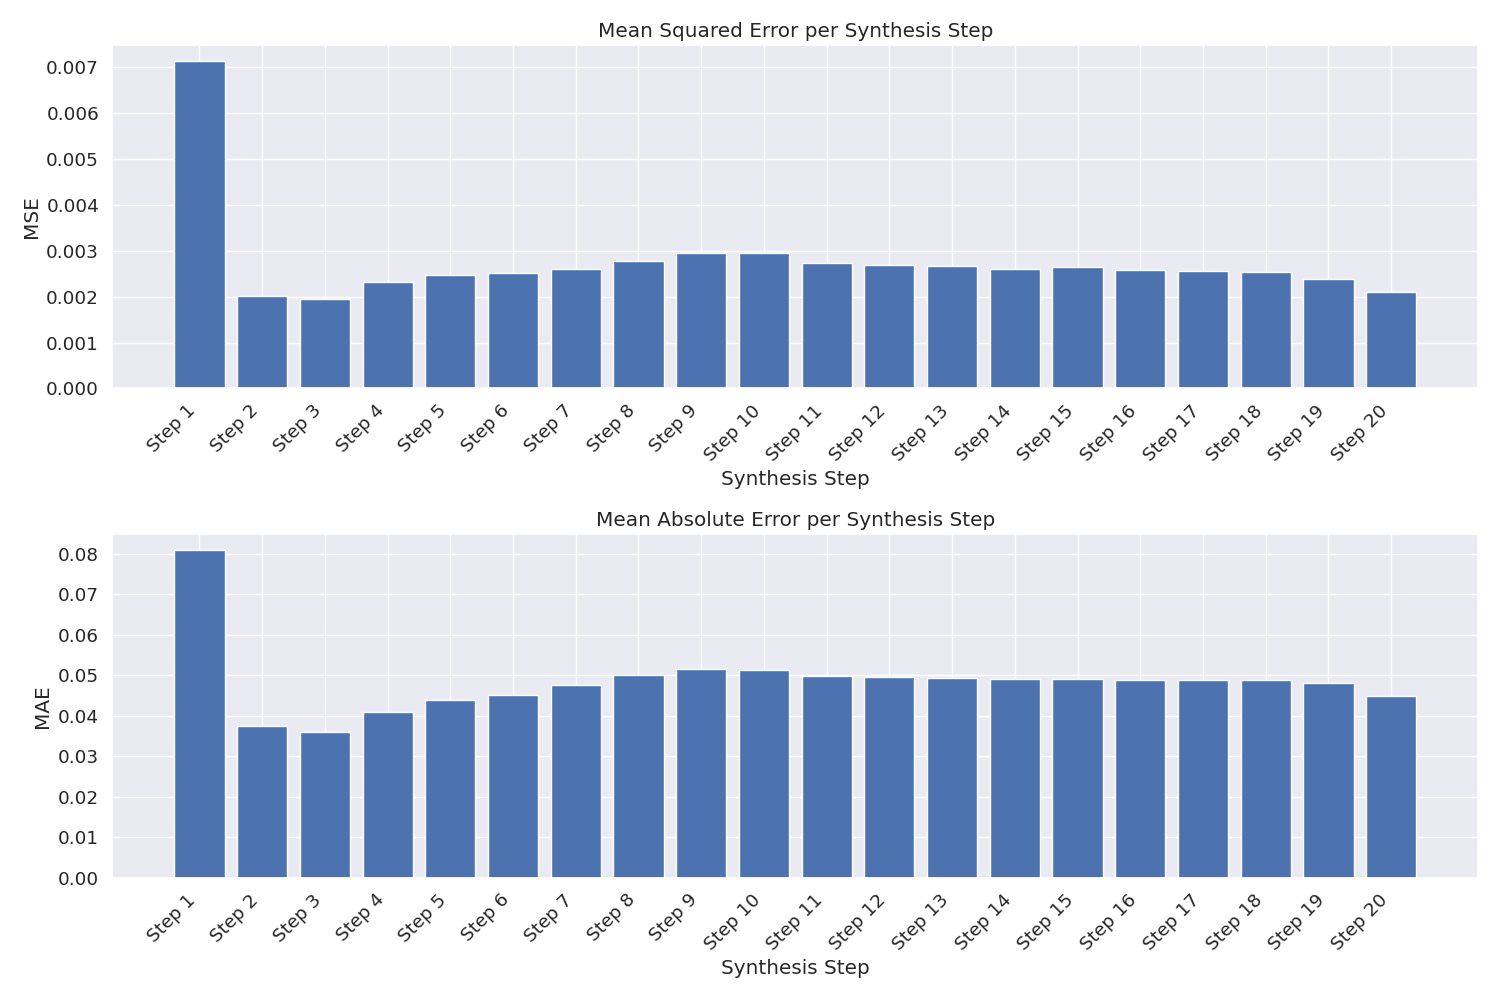 Mean Squared Error per Synthesis Step
MSE
0.007
0.006
0.005
0.004
0.003
0.002
0.001
0.000
Step 1 Step 2 Step 3 Step 4 Step 5 Step 6 Step 7 Step 8 Step 9 Step 10 Step 11 Step 12 Step 13 Step 14 Step 15 Step 16 Step 17 Step 18 Step 19 Step 20
Synthesis Step
Mean Absolute Error per Synthesis Step
MAE
0.08
0.07
0.06
0.05
0.04
0.03
0.02
0.01
0.00
Step 1 Step 2 Step 3 Step 4 Step 5 Step 6 Step 7 Step 8 Step 9 Step 10 Step 11 Step 12 Step 13 Step 14 Step 15 Step 16 Step 17 Step 18 Step 19 Step 20
Synthesis Step